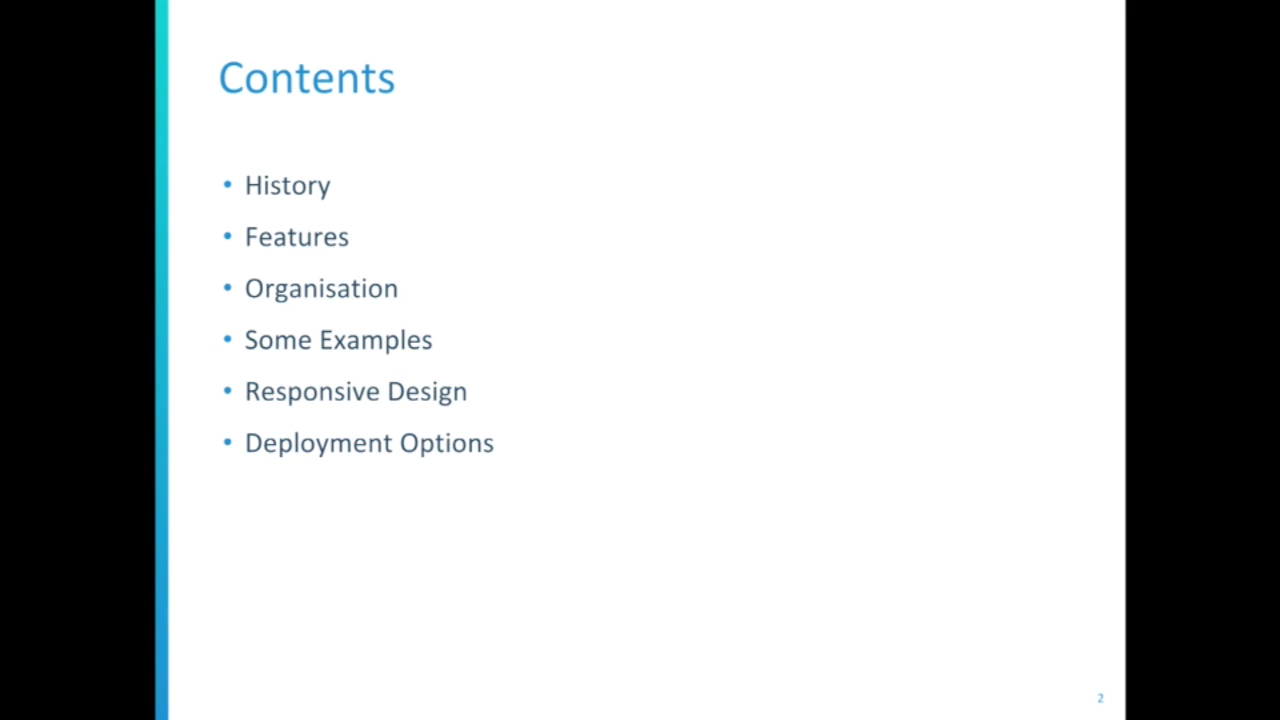 Contents
• History
• Features
• Organisation
• Some Examples
• Responsive Design
• Deployment Options
2